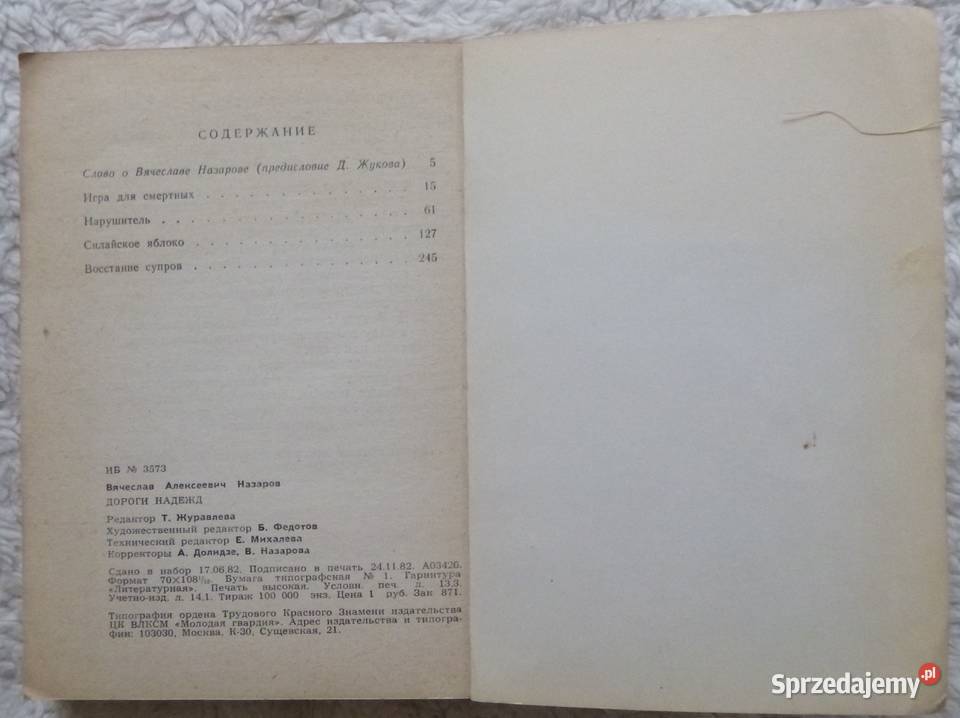 СОДЕРЖАНИЕ
Слово о Вячеславе Назарове (предисловие Д. Жукова) 5
Игра для смертных . . . . . . . . . . . . . 15
Нарушитель . . . . . . . . . . . . . . . 61
Силайское яблоко . . . . . . . . . . . . . 127
Восстание супров . . . . . . . . . . . . . 245
ИБ № 3573
Вячеслав Алексеевич Назаров
ДОРОГИ НАДЕЖД
Редактор Т. Журавлева
Художественный редактор Б. Федотов
Технический редактор Е. Михалева
Корректоры А. Долидзе, В. Назарова
Сдано в набор 17.06.82. Подписано в печать 24.11.82. А03426.
Формат 70×108¹/₃₂. Бумага типографская № 1. Гарнитура
«Литературная». Печать высокая. Условн. печ. л. 13,3.
Учетно-изд. л. 14,1. Тираж 100 000 экз. Цена 1 руб. Зак 871.
Типография ордена Трудового Красного Знамени издательства
ЦК ВЛКСМ «Молодая гвардия». Адрес издательства и типогра-
фии: 103030, Москва, К-30, Сущевская, 21.
Sprzedajemy.pl